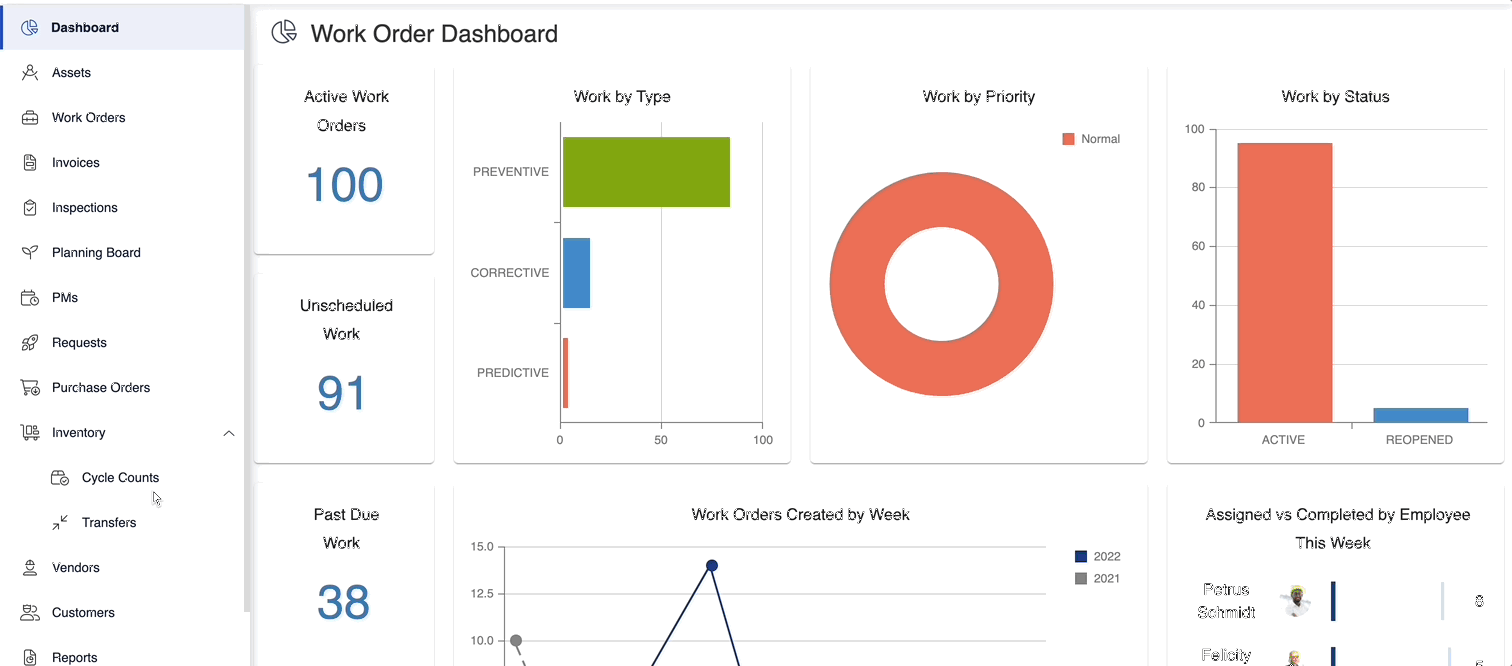 Dashboard
Assets
Work Orders
Invoices
Inspections
Planning Board
PMs
Requests
Purchase Orders
Inventory
Cycle Counts
Transfers
Vendors
Customers
Reports
Work Order Dashboard
Active Work
Orders
100
Unscheduled
Work
91
Past Due
Work
38
Work by Type
PREVENTIVE
CORRECTIVE
PREDICTIVE
0 50 100
Work by Priority
Normal
Work by Status
100
80
60
40
20
0
ACTIVE REOPENED
Work Orders Created by Week
15.0
12.5
10.0
2022
2021
Assigned vs Completed by Employee
This Week
Petrus
Schmidt
8
Felicity